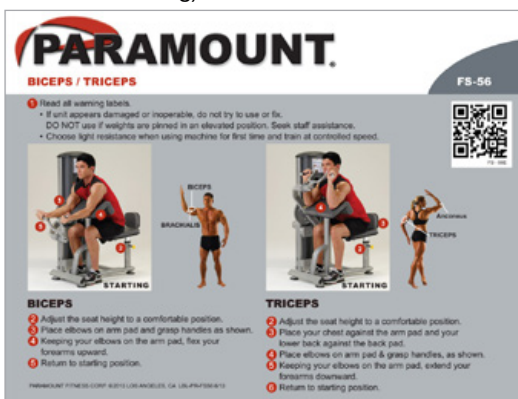 PARAMOUNT®
BICEPS / TRICEPS
FS-56
1 Read all warning labels.
• If unit appears damaged or inoperable, do not try to use or fix.
DO NOT use if weights are pinned in an elevated position. Seek staff assistance.
• Choose light resistance when using machine for first time and train at controlled speed.
BICEPS
BRACHIALIS
STARTING
Anconeus
TRICEPS
STARTING
BICEPS
2 Adjust the seat height to a comfortable position.
3 Place elbows on arm pad and grasp handles as shown.
4 Keeping your elbows on the arm pad, flex your
forearms upward.
5 Return to starting position.
TRICEPS
2 Adjust the seat height to a comfortable position.
3 Place your chest against the arm pad and your
lower back against the back pad.
4 Place elbows on arm pad & grasp handles, as shown.
5 Keeping your elbows on the arm pad, extend your
forearms downward.
6 Return to starting position.
PARAMOUNT FITNESS CORP. ©2013 LOS ANGELES, CA